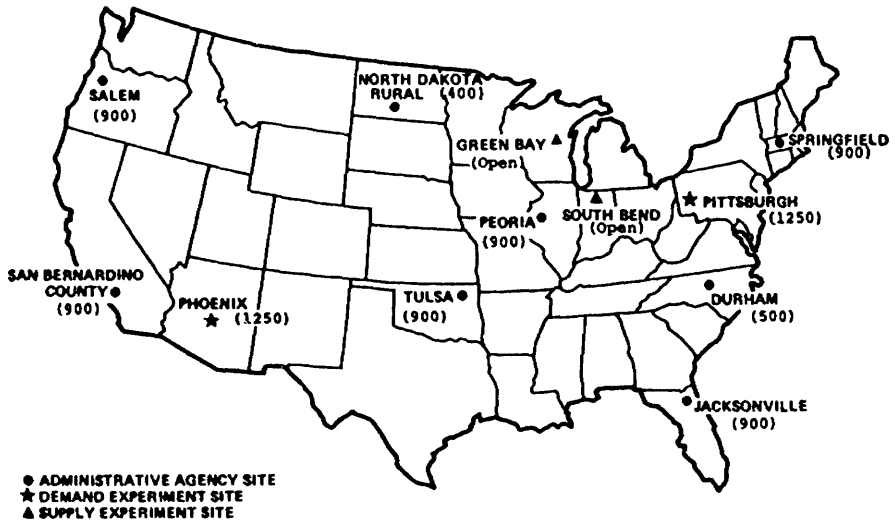 NORTH DAKOTA
RURAL (400)
SALEM
(900)
GREEN BAY
(Open)
SPRINGFIELD
(900)
PEORIA
(900)
SOUTH BEND
(Open)
PITTSBURGH
(1250)
SAN BERNARDINO
COUNTY
(900)
PHOENIX (1250)
TULSA
(900)
DURHAM
(500)
JACKSONVILLE
(900)
ADMINISTRATIVE AGENCY SITE
DEMAND EXPERIMENT SITE
SUPPLY EXPERIMENT SITE